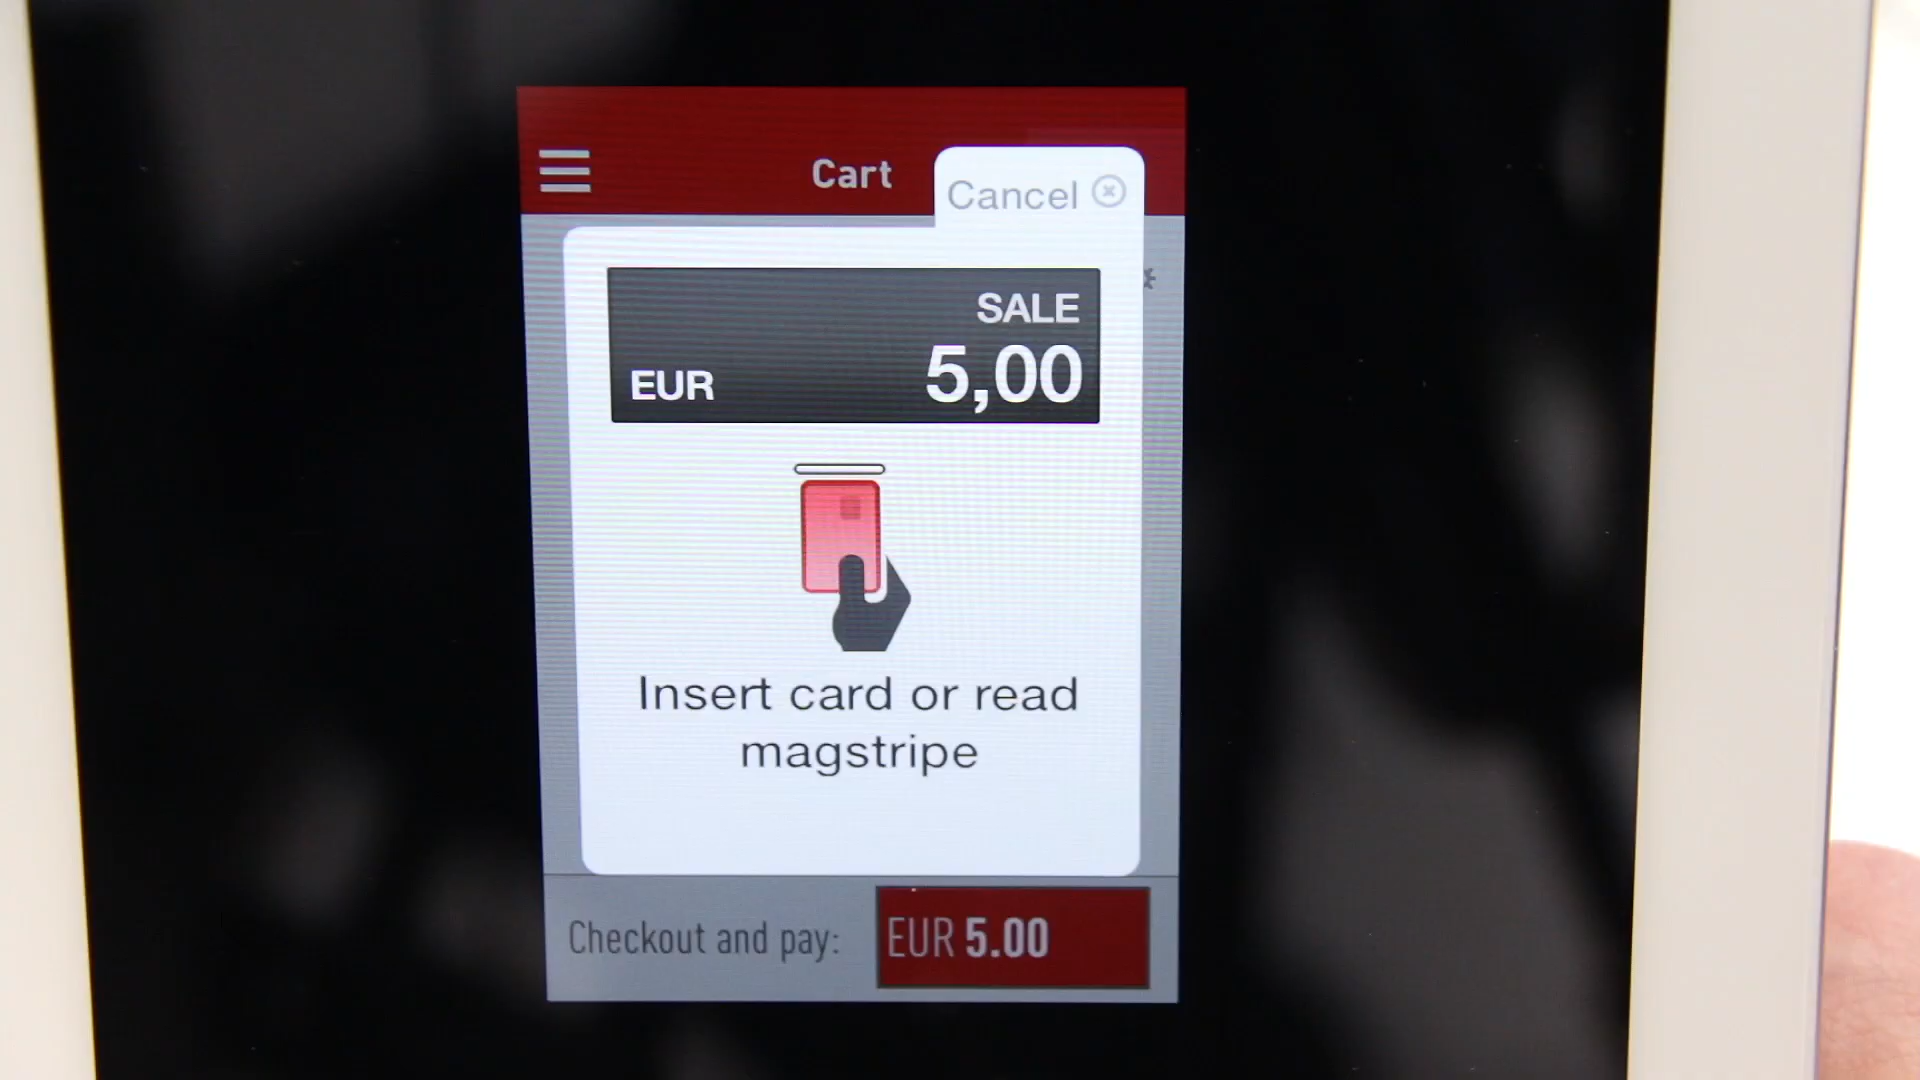 Cart
Cancel
SALE
EUR 5,00
Insert card or read
magstripe
Checkout and pay: EUR 5.00